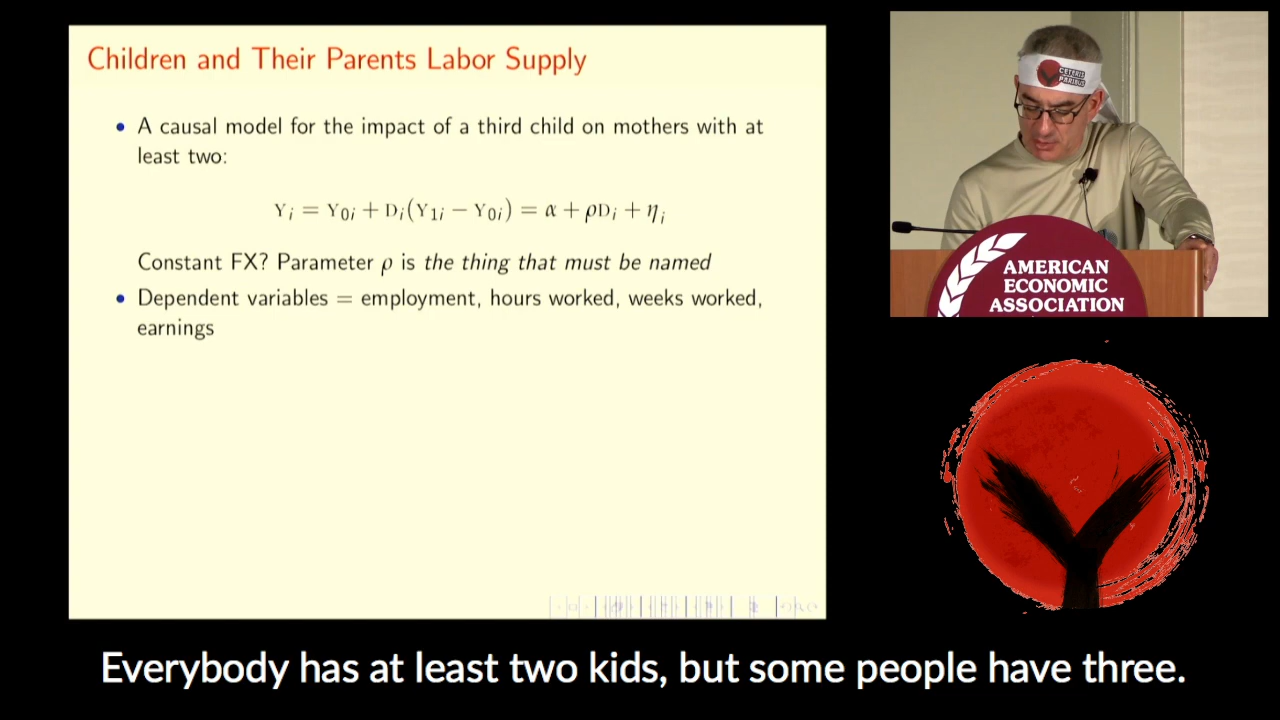 Children and Their Parents Labor Supply
• A causal model for the impact of a third child on mothers with at
least two:
Yᵢ = Y₀ᵢ + Dᵢ(Y₁ᵢ − Y₀ᵢ) = α + ρDᵢ + ηᵢ
Constant FX? Parameter ρ is the thing that must be named
• Dependent variables = employment, hours worked, weeks worked,
earnings
CETERIS
PARIBUS
AMERICAN
ECONOMIC
ASSOCIATION
Everybody has at least two kids, but some people have three.